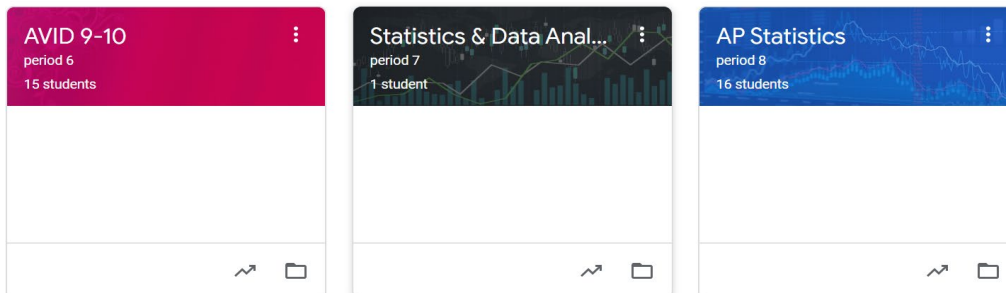 AVID 9-10
period 6
15 students
Statistics & Data Anal...
period 7
1 student
AP Statistics
period 8
16 students